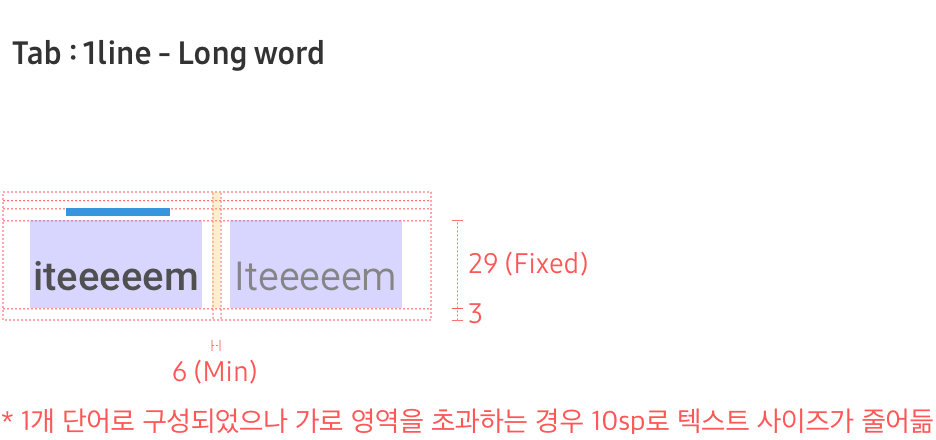 Tab : 1line - Long word
iteeeeem Iteeeeem
29 (Fixed)
3
6 (Min)
* 1개 단어로 구성되었으나 가로 영역을 초과하는 경우 10sp로 텍스트 사이즈가 줄어듦